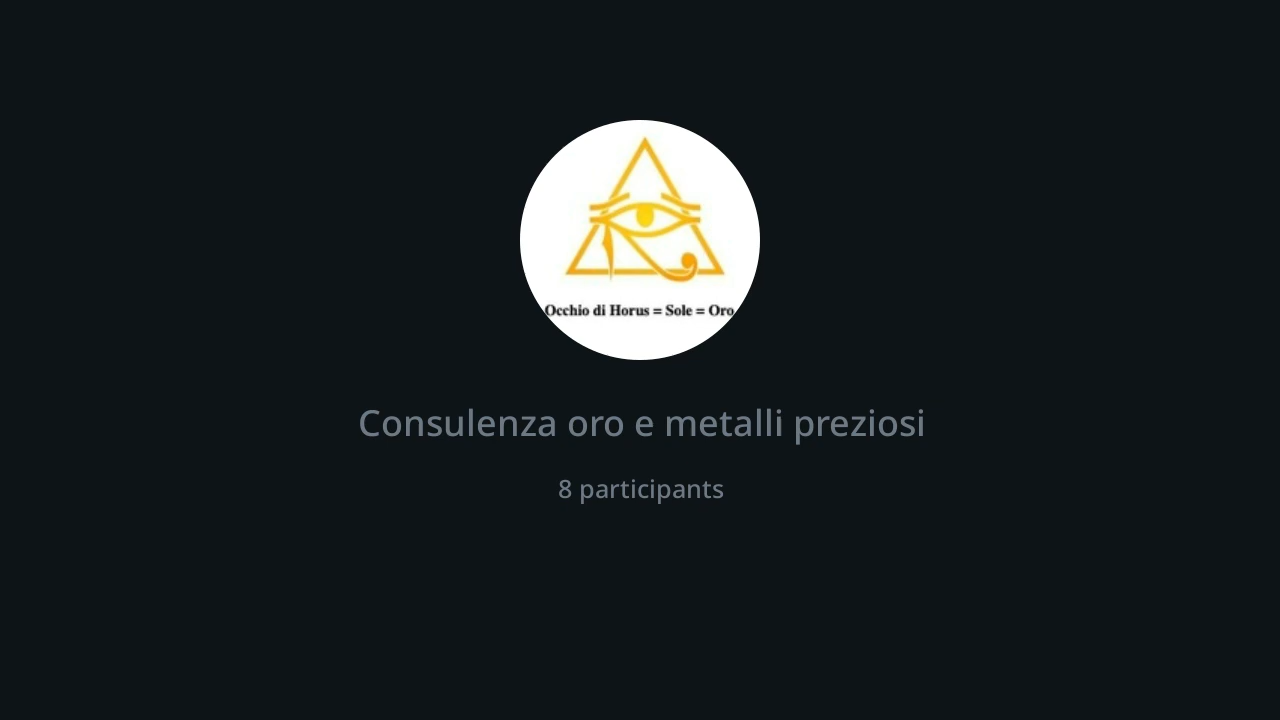 Occhio di Horus = Sole = Oro
Consulenza oro e metalli preziosi
8 participants